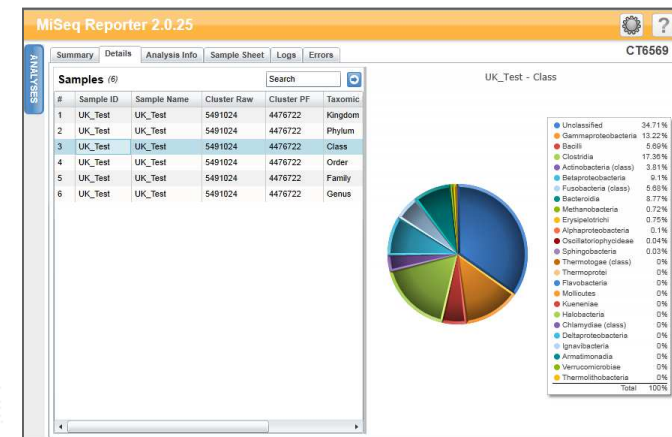 MiSeq Reporter 2.0.25
?
ANALYSES
Summary Details Analysis Info Sample Sheet Logs Errors
CT6569
Samples (6)
Search
# Sample ID Sample Name Cluster Raw Cluster PF Taxomic
1 UK_Test UK_Test 5491024 4476722 Kingdom
2 UK_Test UK_Test 5491024 4476722 Phylum
3 UK_Test UK_Test 5491024 4476722 Class
4 UK_Test UK_Test 5491024 4476722 Order
5 UK_Test UK_Test 5491024 4476722 Family
6 UK_Test UK_Test 5491024 4476722 Genus
UK_Test - Class
Unclassified 34.71%
Gammaproteobacteria 13.22%
Bacilli 5.69%
Clostridia 17.36%
Actinobacteria (class) 3.81%
Betaproteobacteria 9.1%
Fusobacteria (class) 5.68%
Bacteroidia 8.77%
Methanobacteria 0.72%
Erysipelotrichi 0.75%
Alphaproteobacteria 0.1%
Oscillatoriophycideae 0.04%
Sphingobacteria 0.03%
Thermotogae (class) 0%
Thermoprotei 0%
Flavobacteria 0%
Mollicutes 0%
Kueneniae 0%
Halobacteria 0%
Chlamydiae (class) 0%
Deltaproteobacteria 0%
Ignavibacteria 0%
Armatimonadia 0%
Verrucomicrobiae 0%
Thermolithobacteria 0%
Total 100%